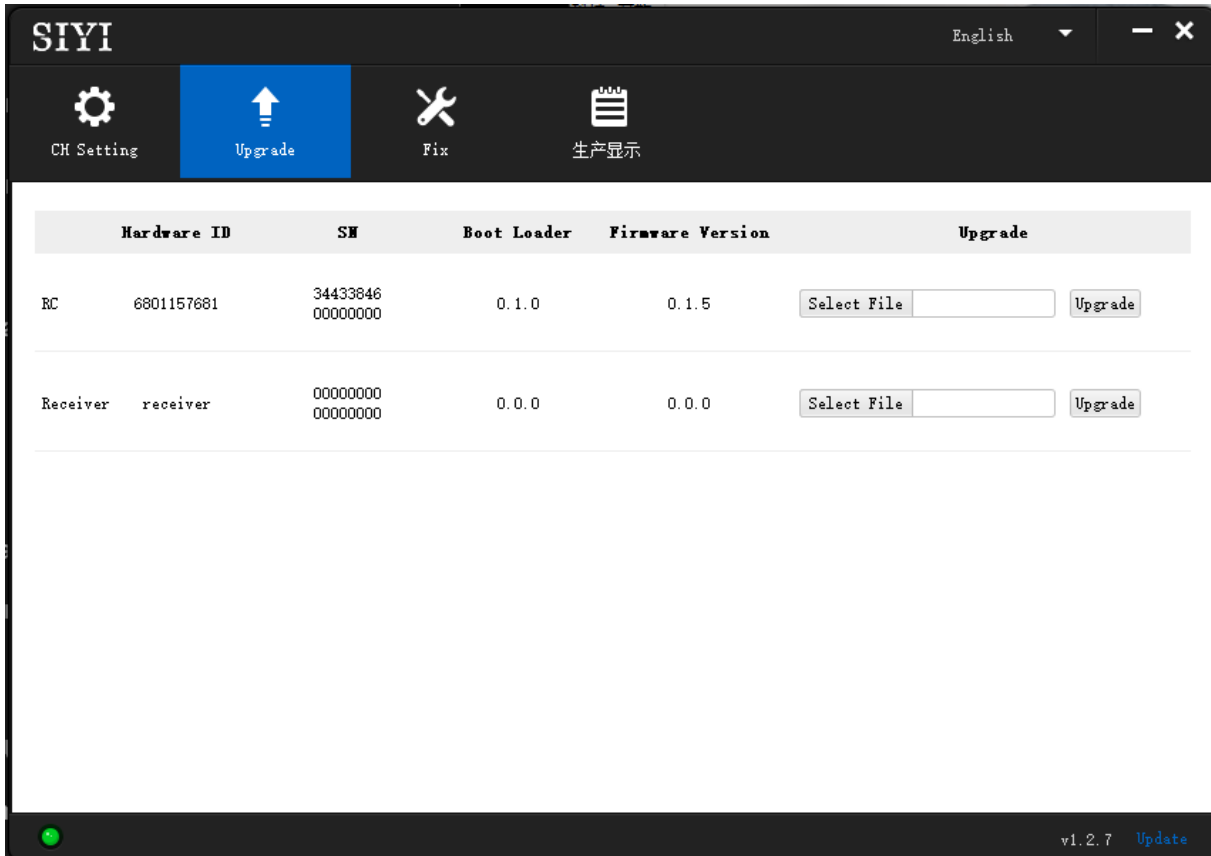 SIYI
English
CH Setting
Upgrade
Fix
生产显示
Hardware ID SN Boot Loader Firmware Version Upgrade
RC 6801157681 34433846 00000000 0.1.0 0.1.5 Select File Upgrade
Receiver receiver 00000000 00000000 0.0.0 0.0.0 Select File Upgrade
v1.2.7 Update